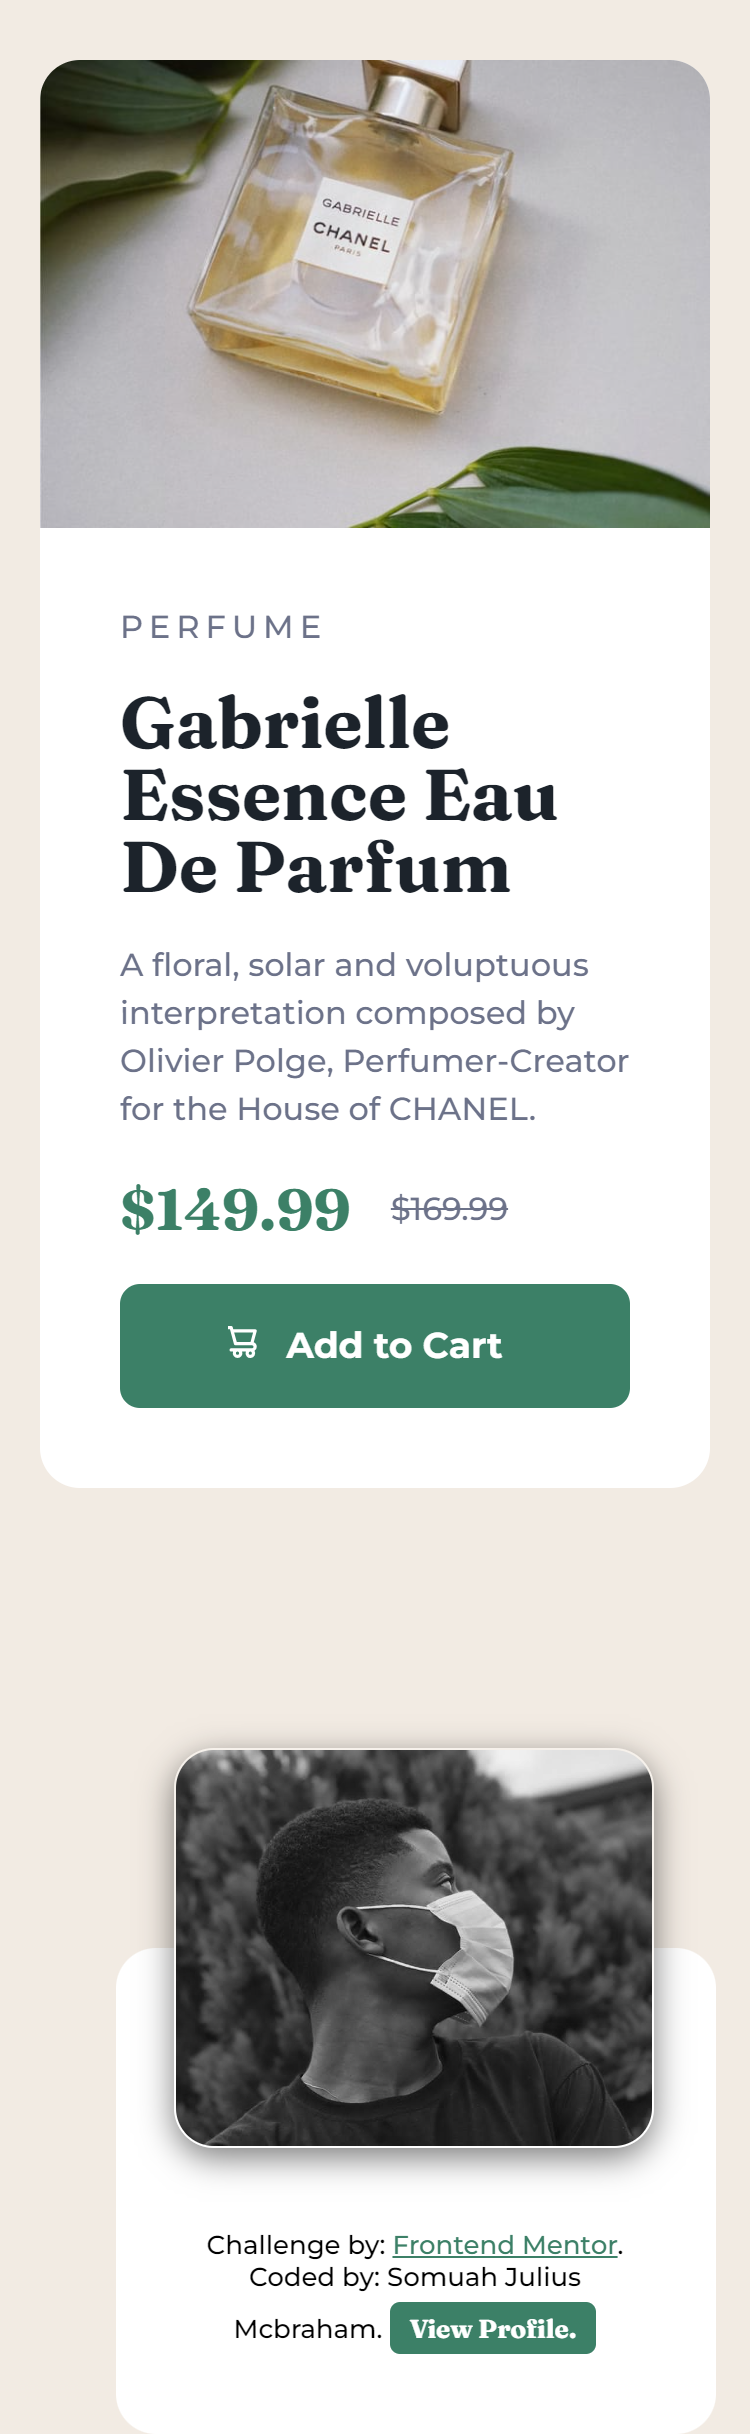 GABRIELLE
CHANEL
PARIS
PERFUME
Gabrielle
Essence Eau
De Parfum
A floral, solar and voluptuous
interpretation composed by
Olivier Polge, Perfumer-Creator
for the House of CHANEL.
$149.99 $169.99
Add to Cart
Challenge by: Frontend Mentor.
Coded by: Somuah Julius
Mcbraham. View Profile.